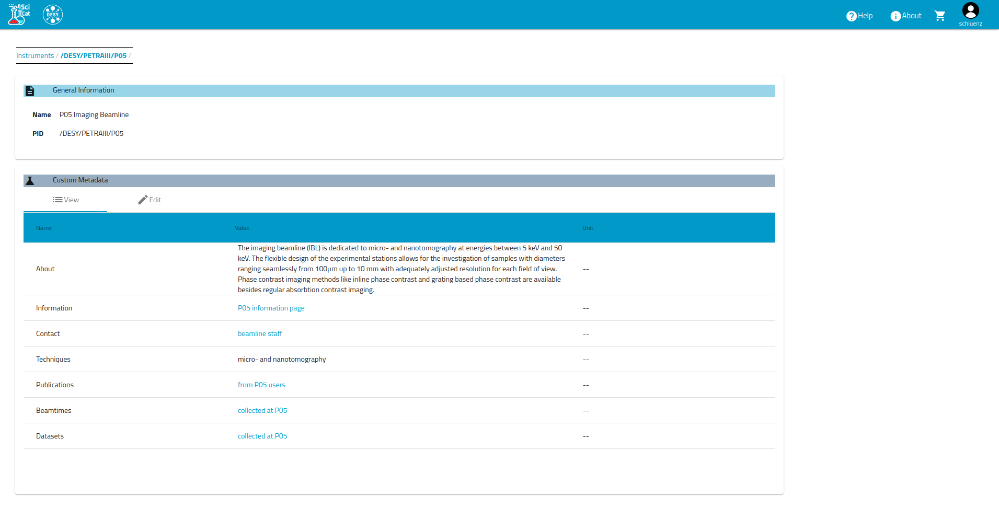 Sci
Cat
DESY.
Help
About
schluenz
Instruments / /DESY/PETRAIII/P05 /
General Information
Name P05 Imaging Beamline
PID /DESY/PETRAIII/P05
Custom Metadata
View Edit
Name Value Unit
About
The imaging beamline (IBL) is dedicated to micro- and nanotomography at energies between 5 keV and 50
keV. The flexible design of the experimental stations allows for the investigation of samples with diameters
ranging seamlessly from 100µm up to 10 mm with adequately adjusted resolution for each field of view.
Phase contrast imaging methods like inline phase contrast and grating based phase contrast are available
besides regular absorbtion contrast imaging.
--
Information P05 information page --
Contact beamline staff --
Techniques micro- and nanotomography --
Publications from P05 users --
Beamtimes collected at P05 --
Datasets collected at P05 --